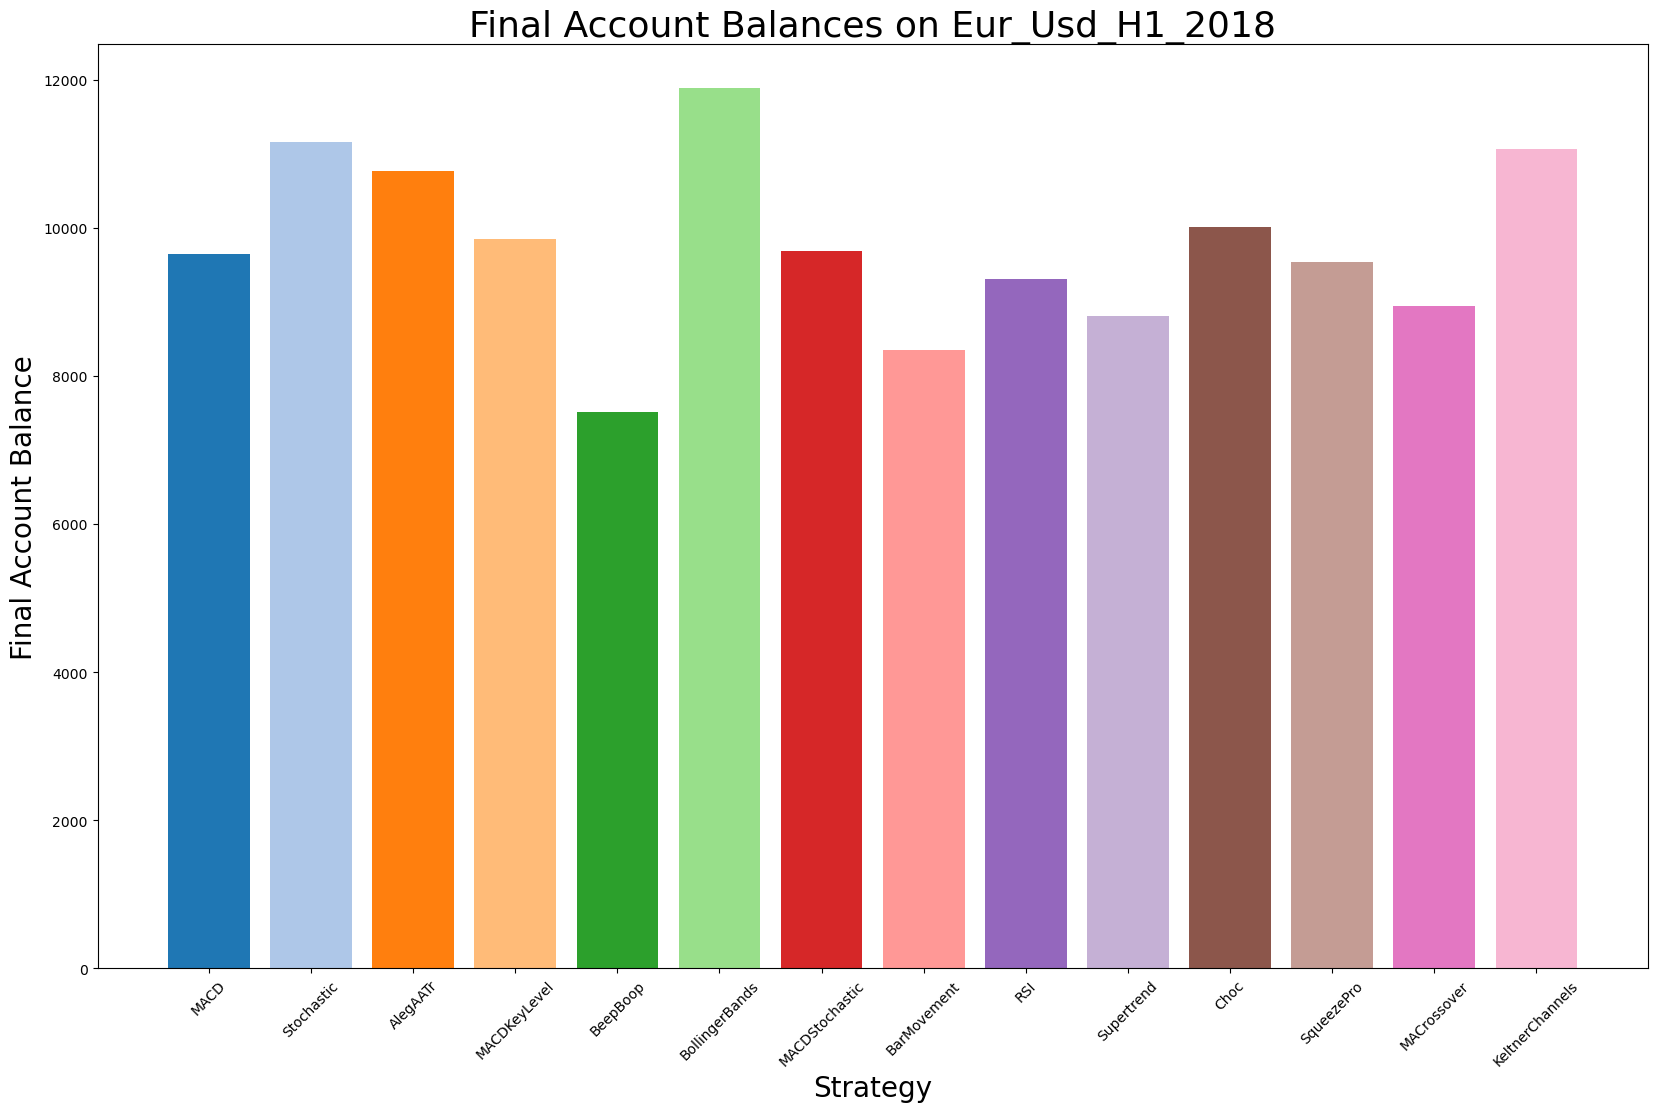 Final Account Balances on Eur_Usd_H1_2018
Final Account Balance
12000
10000
8000
6000
4000
2000
0
MACD
Stochastic
AlegAATr
MACDKeyLevel
BeepBoop
BollingerBands
MACDStochastic
BarMovement
RSI
Supertrend
Choc
SqueezePro
MACrossover
KeltnerChannels
Strategy